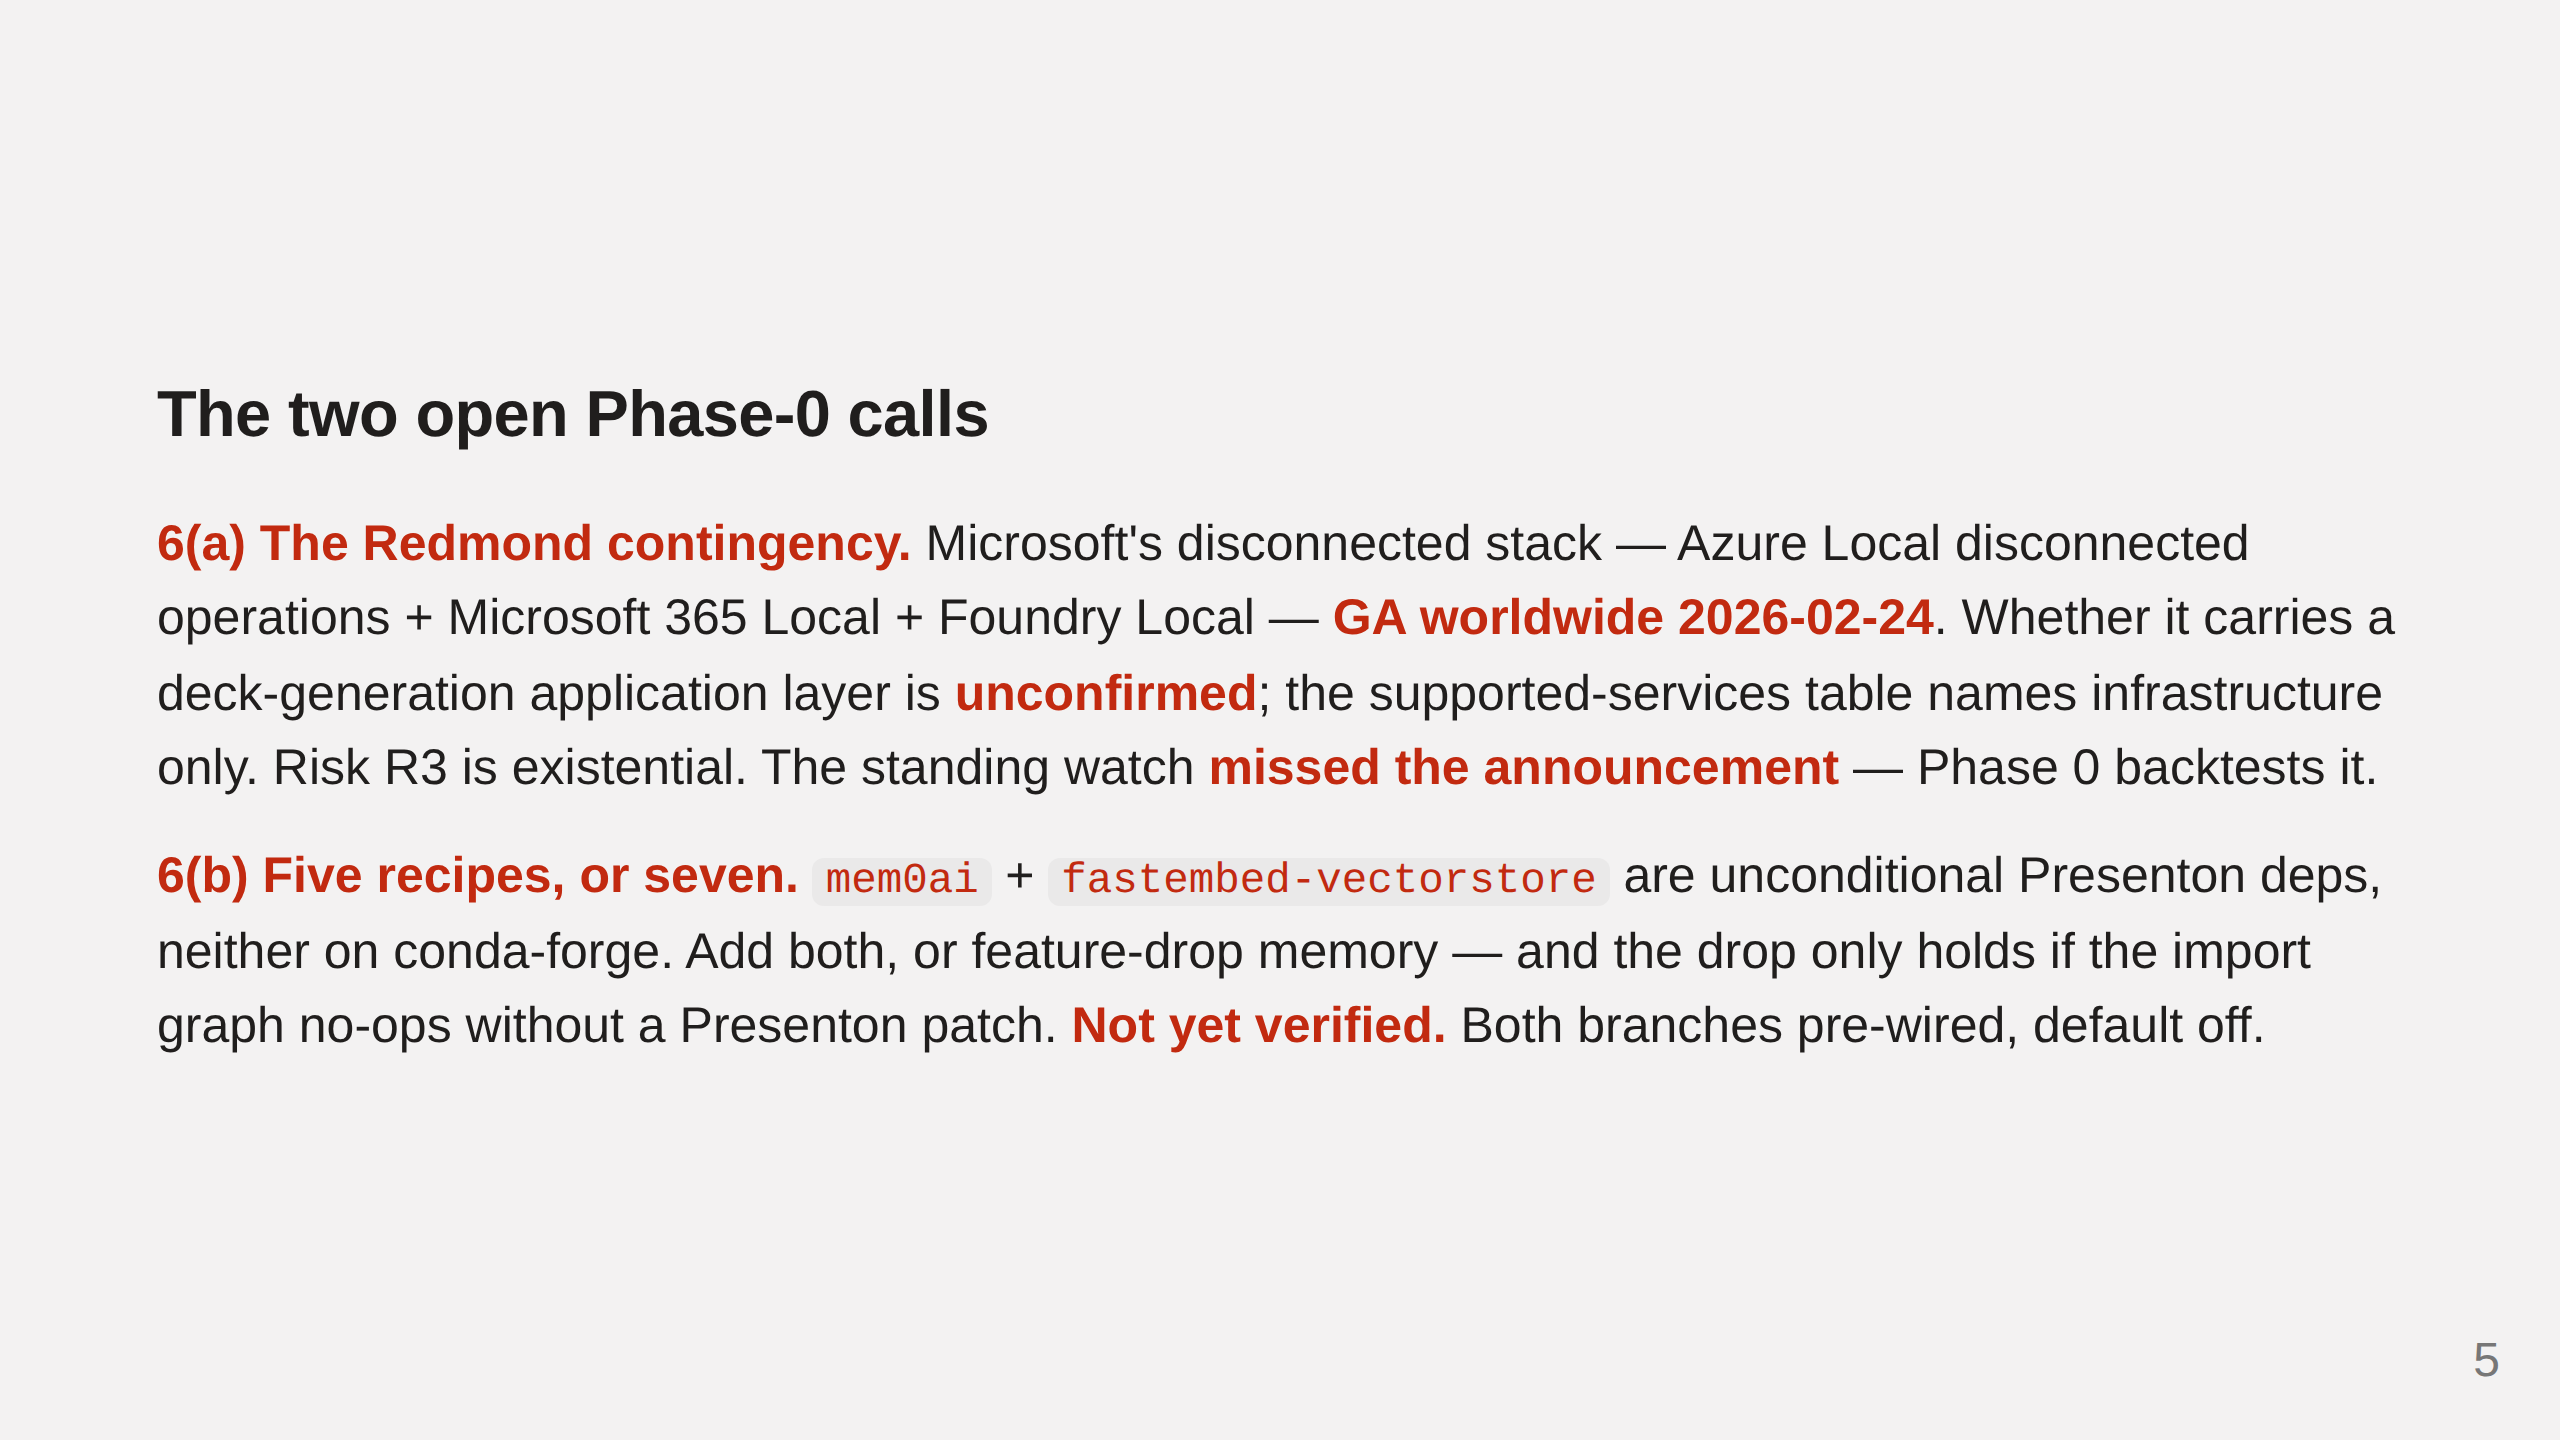 The two open Phase-0 calls
6(a) The Redmond contingency. Microsoft's disconnected stack — Azure Local disconnected
operations + Microsoft 365 Local + Foundry Local — GA worldwide 2026-02-24. Whether it carries a
deck-generation application layer is unconfirmed; the supported-services table names infrastructure
only. Risk R3 is existential. The standing watch missed the announcement — Phase 0 backtests it.
6(b) Five recipes, or seven. mem0ai + fastembed-vectorstore are unconditional Presenton deps,
neither on conda-forge. Add both, or feature-drop memory — and the drop only holds if the import
graph no-ops without a Presenton patch. Not yet verified. Both branches pre-wired, default off.
5